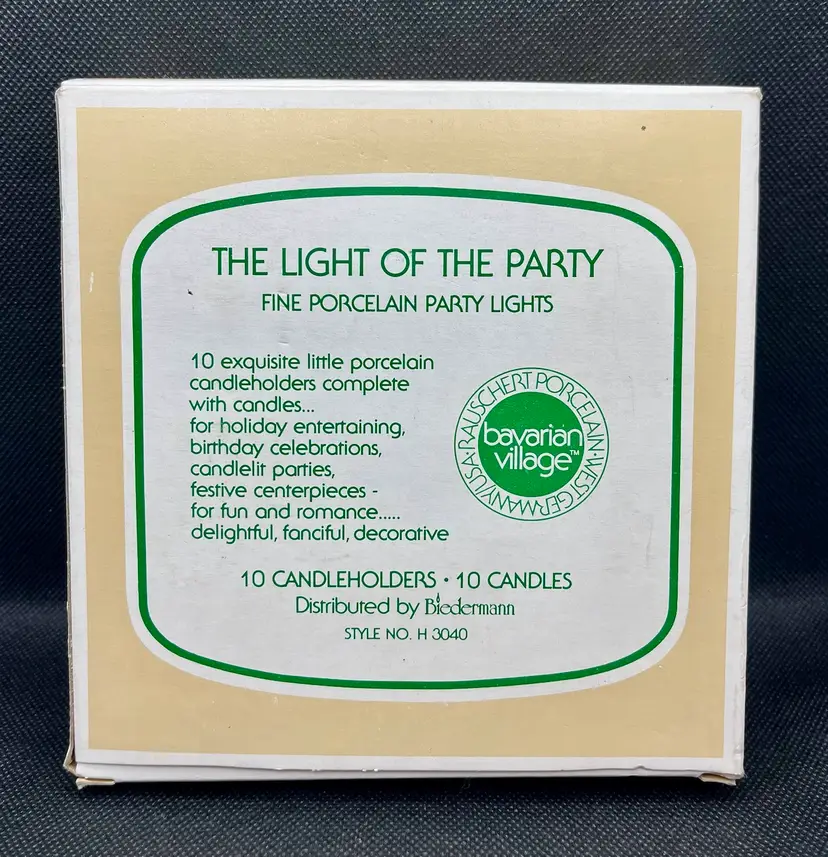 THE LIGHT OF THE PARTY
FINE PORCELAIN PARTY LIGHTS
10 exquisite little porcelain
candleholders complete
with candles...
for holiday entertaining,
birthday celebrations,
candlelit parties,
festive centerpieces -
for fun and romance.....
delightful, fanciful, decorative
RAUSCHERT PORCELAIN · WEST GERMANY/USA ·
bavarian
village™
10 CANDLEHOLDERS · 10 CANDLES
Distributed by Biedermann
STYLE NO. H 3040